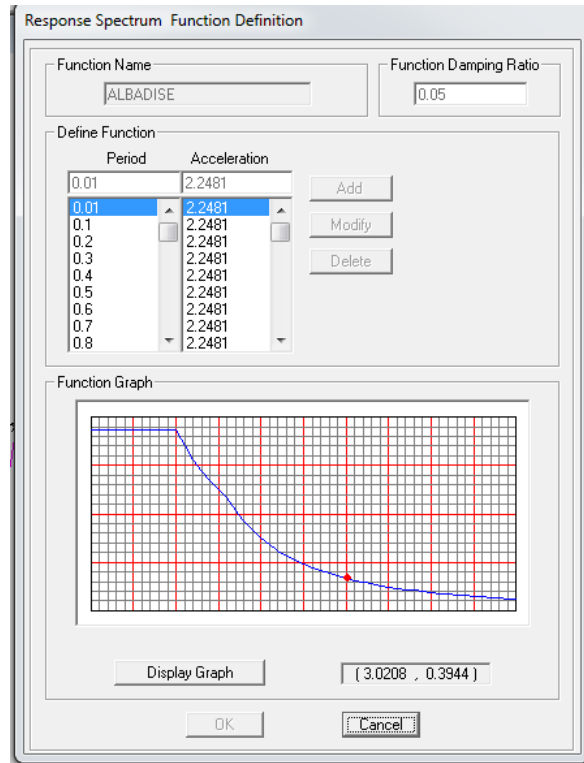 Response Spectrum Function Definition
Function Name
Function Damping Ratio
ALBADISE
0.05
Define Function
Period Acceleration
0.01 2.2481
Add
0.01 2.2481
0.1 2.2481
Modify
0.2 2.2481
0.3 2.2481
Delete
0.4 2.2481
0.5 2.2481
0.6 2.2481
0.7 2.2481
0.8 2.2481
Function Graph
Display Graph
( 3.0208 , 0.3944 )
OK
Cancel